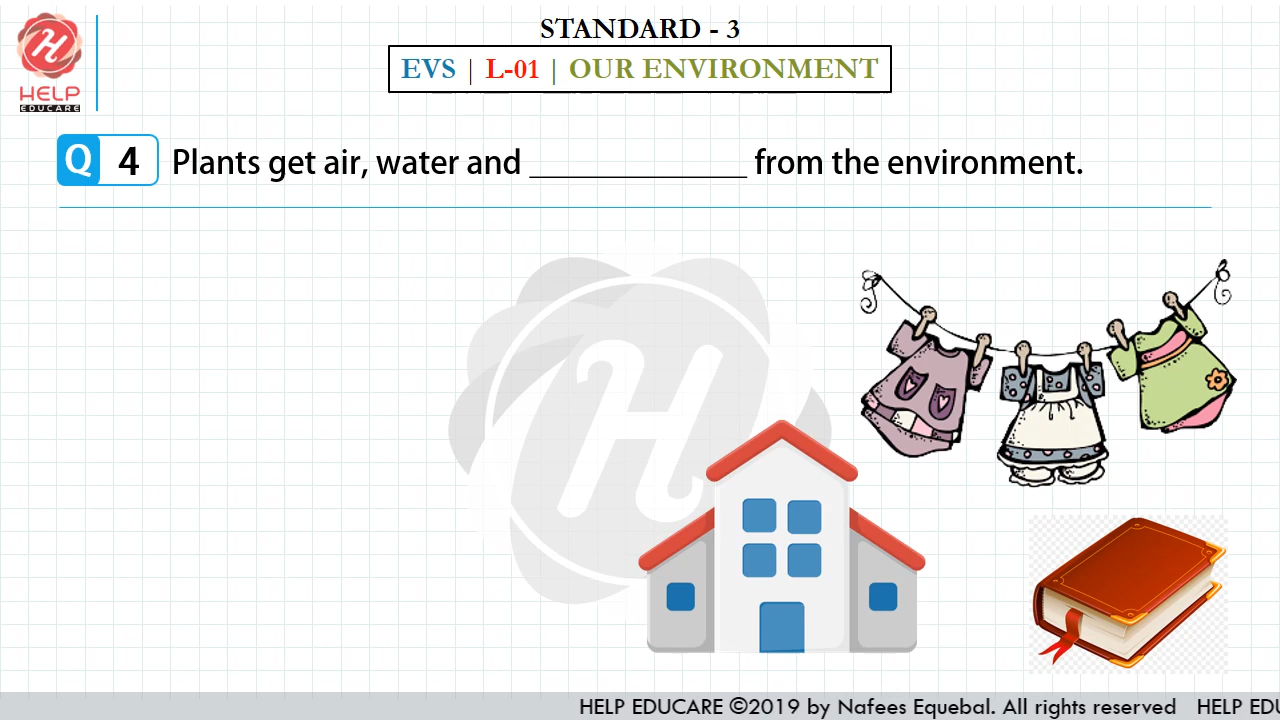 HELP
EDUCARE
STANDARD - 3
EVS | L-01 | OUR ENVIRONMENT
Q 4 Plants get air, water and ______________ from the environment.
HELP EDUCARE ©2019 by Nafees Equebal. All rights reserved HELP EDU